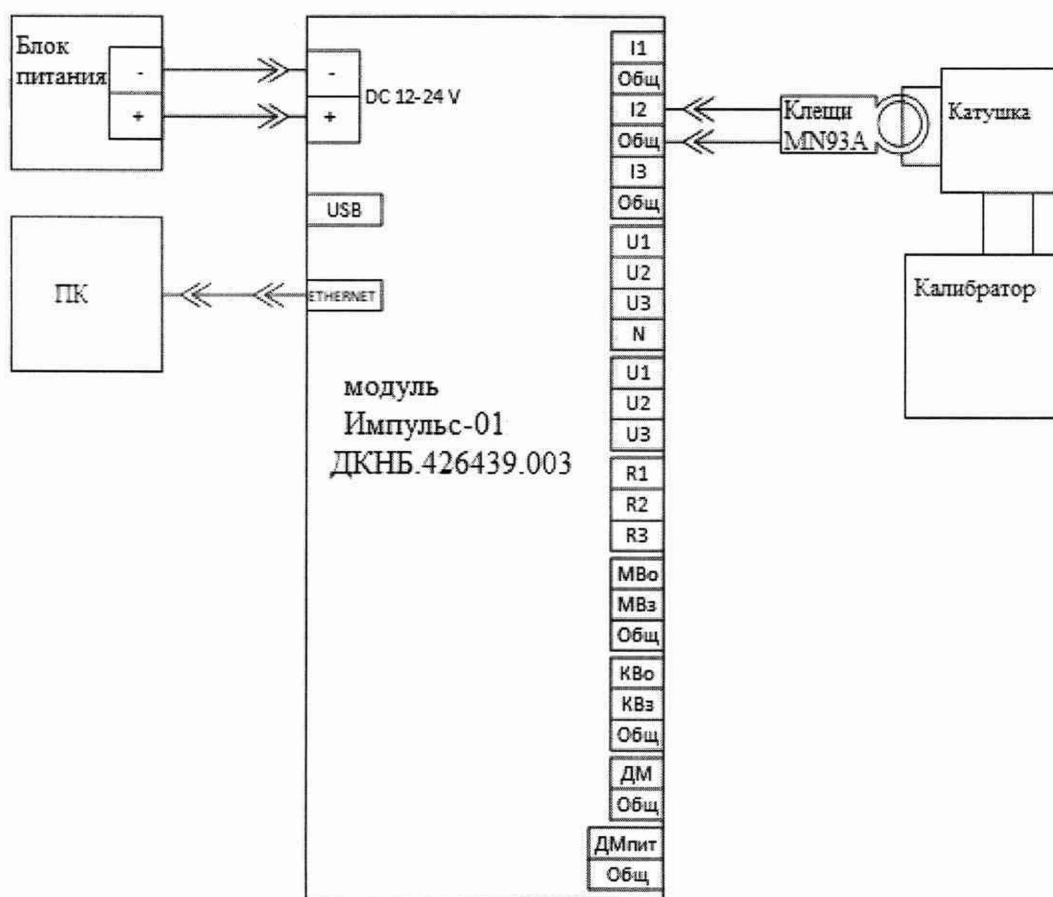 Блок
питания
-
+
-
+
DC 12-24 V
USB
ПК
ETHERNET
модуль
Импульс-01
ДКНБ.426439.003
I1
Общ
I2
Общ
I3
Общ
U1
U2
U3
N
U1
U2
U3
R1
R2
R3
МВо
МВз
Общ
КВо
КВз
Общ
ДМ
Общ
ДМпит
Общ
Клещи
MN93A
Катушка
Калибратор